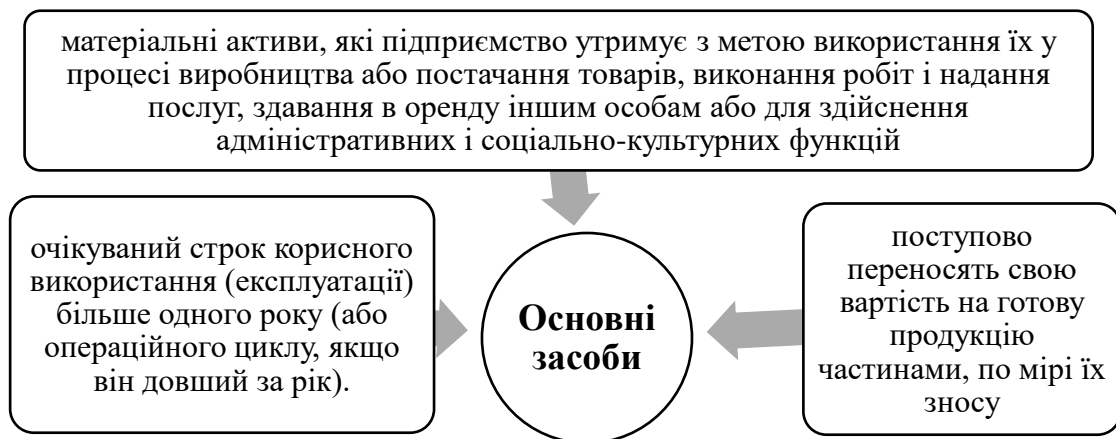 матеріальні активи, які підприємство утримує з метою використання їх у
процесі виробництва або постачання товарів, виконання робіт і надання
послуг, здавання в оренду іншим особам або для здійснення
адміністративних і соціально-культурних функцій
очікуваний строк корисного
використання (експлуатації)
більше одного року (або
операційного циклу, якщо
він довший за рік).
Основні
засоби
поступово
переносять свою
вартість на готову
продукцію
частинами, по мірі їх
зносу